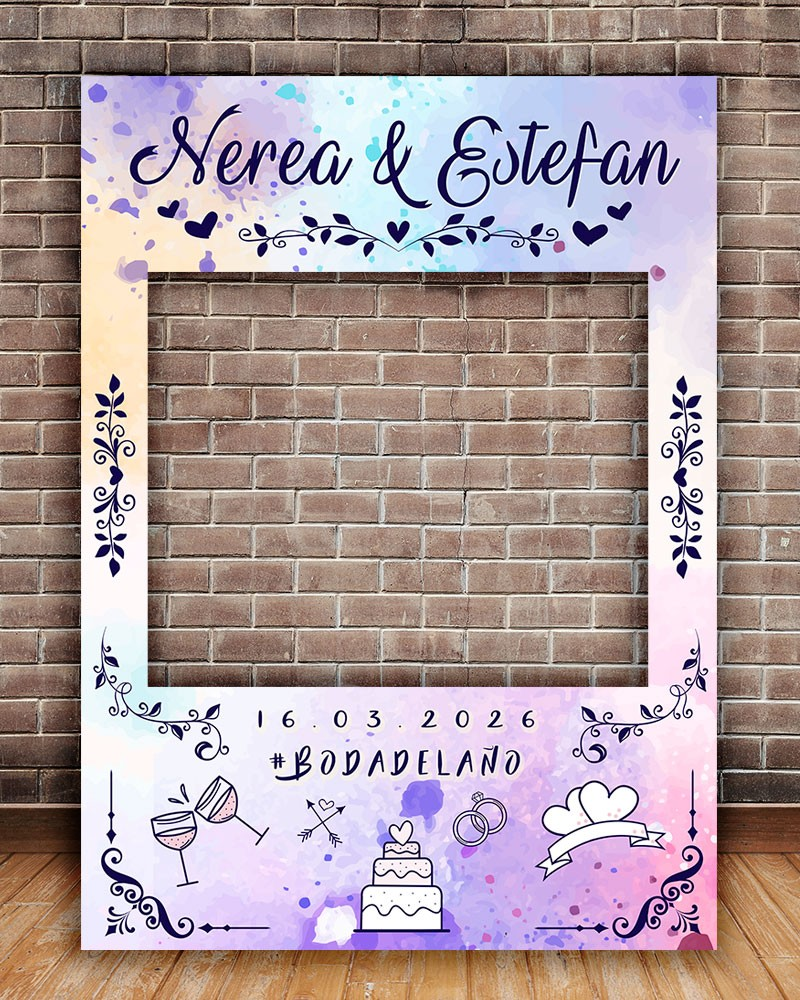 Nerea & Estefan
16.03.2026
#BODADELAÑO